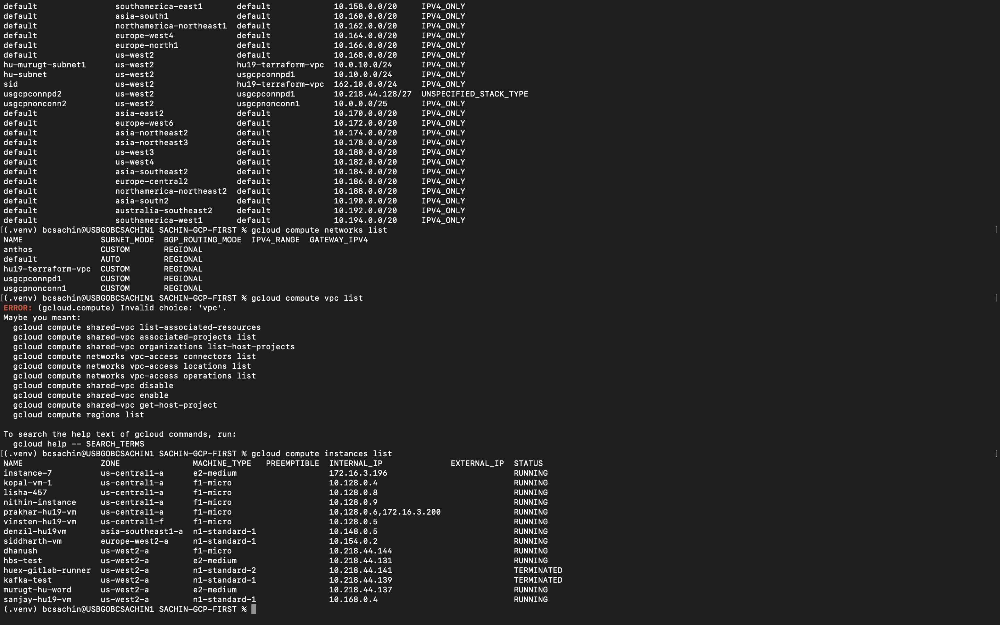 default                southamerica-east1       default             10.158.0.0/20     IPV4_ONLY
default                asia-south1              default             10.160.0.0/20     IPV4_ONLY
default                northamerica-northeast1  default             10.162.0.0/20     IPV4_ONLY
default                europe-west4             default             10.164.0.0/20     IPV4_ONLY
default                europe-north1            default             10.166.0.0/20     IPV4_ONLY
default                us-west2                 default             10.168.0.0/20     IPV4_ONLY
hu-murugt-subnet1      us-west2                 hu19-terraform-vpc  10.0.10.0/24      IPV4_ONLY
hu-subnet              us-west2                 usgcpconnpd1        10.10.0.0/24      IPV4_ONLY
sid                    us-west2                 hu19-terraform-vpc  162.10.0.0/24     IPV4_ONLY
usgcpconnpd2           us-west2                 usgcpconnpd1        10.218.44.128/27  UNSPECIFIED_STACK_TYPE
usgcpnonconn2          us-west2                 usgcpnonconn1       10.0.0.0/25       IPV4_ONLY
default                asia-east2               default             10.170.0.0/20     IPV4_ONLY
default                europe-west6             default             10.172.0.0/20     IPV4_ONLY
default                asia-northeast2          default             10.174.0.0/20     IPV4_ONLY
default                asia-northeast3          default             10.178.0.0/20     IPV4_ONLY
default                us-west3                 default             10.180.0.0/20     IPV4_ONLY
default                us-west4                 default             10.182.0.0/20     IPV4_ONLY
default                asia-southeast2          default             10.184.0.0/20     IPV4_ONLY
default                europe-central2          default             10.186.0.0/20     IPV4_ONLY
default                northamerica-northeast2  default             10.188.0.0/20     IPV4_ONLY
default                asia-south2              default             10.190.0.0/20     IPV4_ONLY
default                australia-southeast2     default             10.192.0.0/20     IPV4_ONLY
default                southamerica-west1       default             10.194.0.0/20     IPV4_ONLY
[(.venv) bcsachin@USBGOBCSACHIN1 SACHIN-GCP-FIRST % gcloud compute networks list ]
NAME                SUBNET_MODE  BGP_ROUTING_MODE  IPV4_RANGE  GATEWAY_IPV4
anthos              CUSTOM       REGIONAL
default             AUTO         REGIONAL
hu19-terraform-vpc  CUSTOM       REGIONAL
usgcpconnpd1        CUSTOM       REGIONAL
usgcpnonconn1       CUSTOM       REGIONAL
[(.venv) bcsachin@USBGOBCSACHIN1 SACHIN-GCP-FIRST % gcloud compute vpc list ]
ERROR: (gcloud.compute) Invalid choice: 'vpc'.
Maybe you meant:
  gcloud compute shared-vpc list-associated-resources
  gcloud compute shared-vpc associated-projects list
  gcloud compute shared-vpc organizations list-host-projects
  gcloud compute networks vpc-access connectors list
  gcloud compute networks vpc-access locations list
  gcloud compute networks vpc-access operations list
  gcloud compute shared-vpc disable
  gcloud compute shared-vpc enable
  gcloud compute shared-vpc get-host-project
  gcloud compute regions list
To search the help text of gcloud commands, run:
  gcloud help -- SEARCH_TERMS
[(.venv) bcsachin@USBGOBCSACHIN1 SACHIN-GCP-FIRST % gcloud compute instances list ]
NAME                ZONE               MACHINE_TYPE   PREEMPTIBLE  INTERNAL_IP              EXTERNAL_IP  STATUS
instance-7          us-central1-a      e2-medium                   172.16.3.196                          RUNNING
kopal-vm-1          us-central1-a      f1-micro                    10.128.0.4                            RUNNING
lisha-457           us-central1-a      f1-micro                    10.128.0.8                            RUNNING
nithin-instance     us-central1-a      f1-micro                    10.128.0.9                            RUNNING
prakhar-hu19-vm     us-central1-a      f1-micro                    10.128.0.6,172.16.3.200               RUNNING
vinsten-hu19-vm     us-central1-f      f1-micro                    10.128.0.5                            RUNNING
denzil-hu19vm       asia-southeast1-a  n1-standard-1               10.148.0.5                            RUNNING
siddharth-vm        europe-west2-a     n1-standard-1               10.154.0.2                            RUNNING
dhanush             us-west2-a         f1-micro                    10.218.44.144                         RUNNING
hbs-test            us-west2-a         e2-medium                   10.218.44.131                         RUNNING
huex-gitlab-runner  us-west2-a         n1-standard-2               10.218.44.141                         TERMINATED
kafka-test          us-west2-a         n1-standard-1               10.218.44.139                         TERMINATED
murugt-hu-word      us-west2-a         e2-medium                   10.218.44.137                         RUNNING
sanjay-hu19-vm      us-west2-a         n1-standard-1               10.168.0.4                            RUNNING
(.venv) bcsachin@USBGOBCSACHIN1 SACHIN-GCP-FIRST %